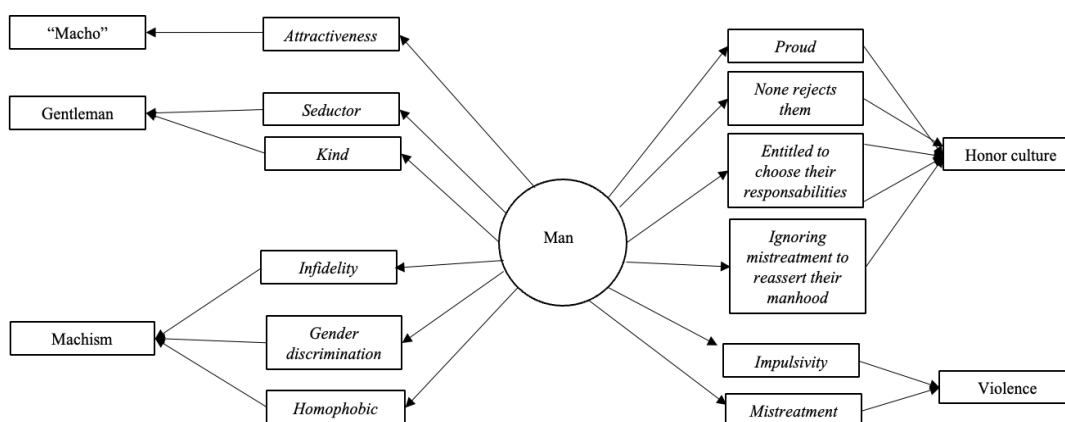 “Macho”
Attractiveness
Gentleman
Seductor
Kind
Man
Infidelity
Machism
Gender
discrimination
Homophobic
Proud
None rejects
them
Entitled to
choose their
responsabilities
Honor culture
Ignoring
mistreatment to
reassert their
manhood
Impulsivity
Violence
Mistreatment